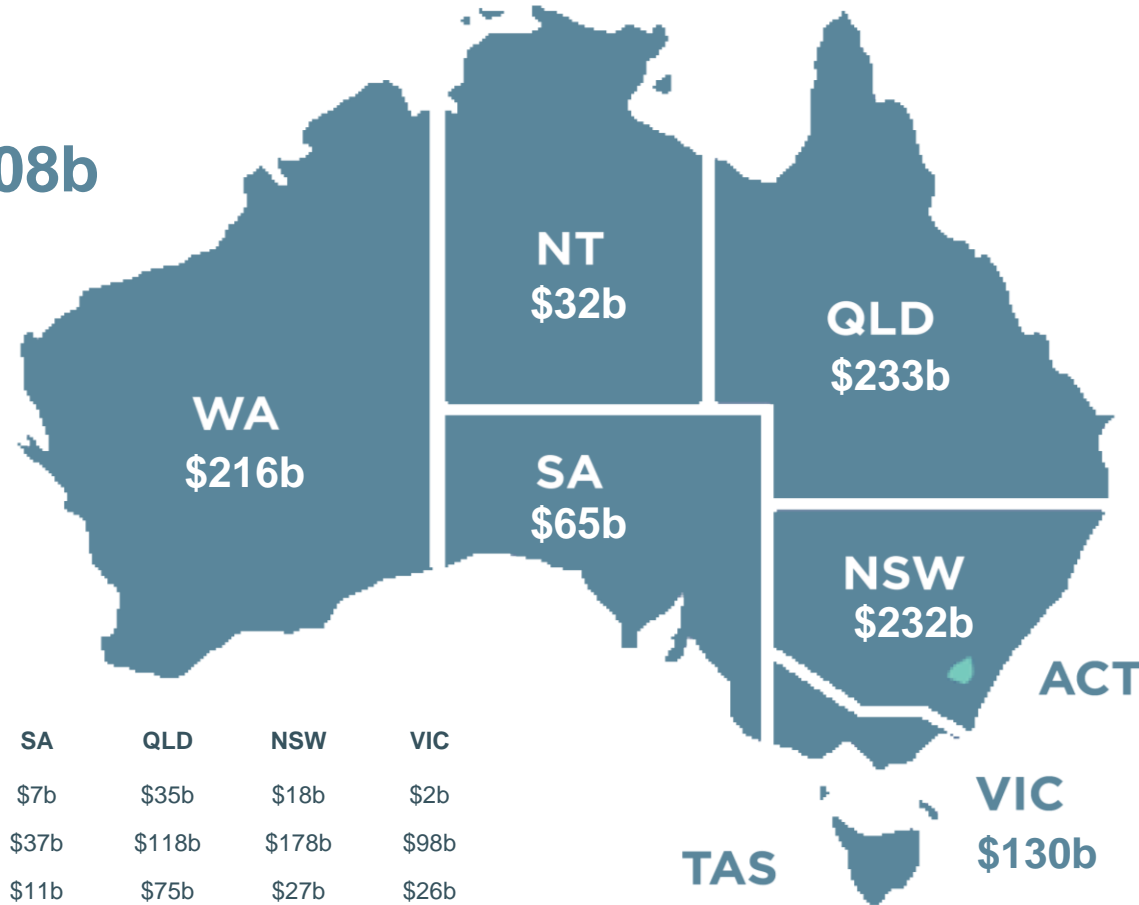 08b
NT
$32b
QLD
$233b
WA
$216b
SA
$65b
NSW
$232b
ACT
VIC
$130b
TAS
SA QLD NSW VIC
$7b $35b $18b $2b
$37b $118b $178b $98b
$11b $75b $27b $26b